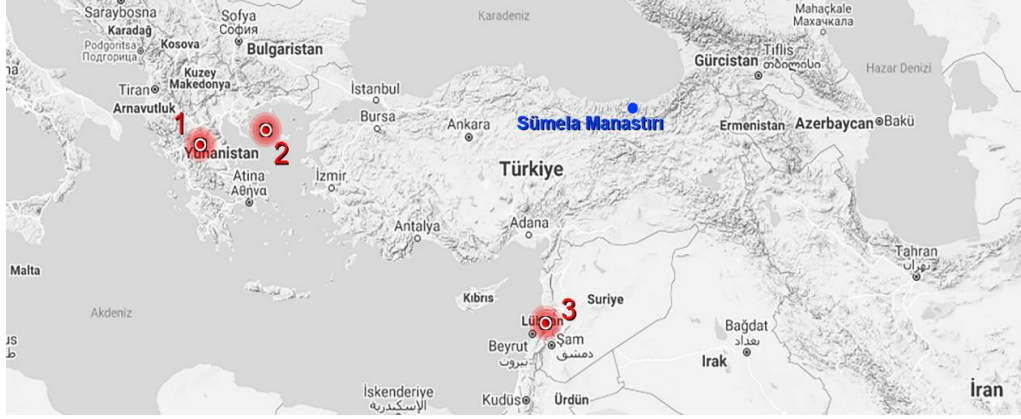 Saraybosna
Karadağ
Podgoritsa
Подгорица
Kosova
Sofya
София
Bulgaristan
Kuzey
Makedonya
Tiran
Arnavutluk
1
Yunanistan
2
Atina
Αθήνα
İstanbul
Bursa
İzmir
Ankara
Türkiye
Antalya
Adana
Karadeniz
Sümela Manastırı
Mahaçkale
Махачкала
Gürcistan
Tiflis
თბილისი
Hazar Denizi
Ermenistan
Azerbaycan
Bakü
Tahran
تهران
Malta
Akdeniz
Kıbrıs
Suriye
3
Lübnan
Beyrut
بيروت
Şam
دمشق
Bağdat
بغداد
Irak
İran
İskenderiye
الإسكندرية
Kudüs
Ürdün